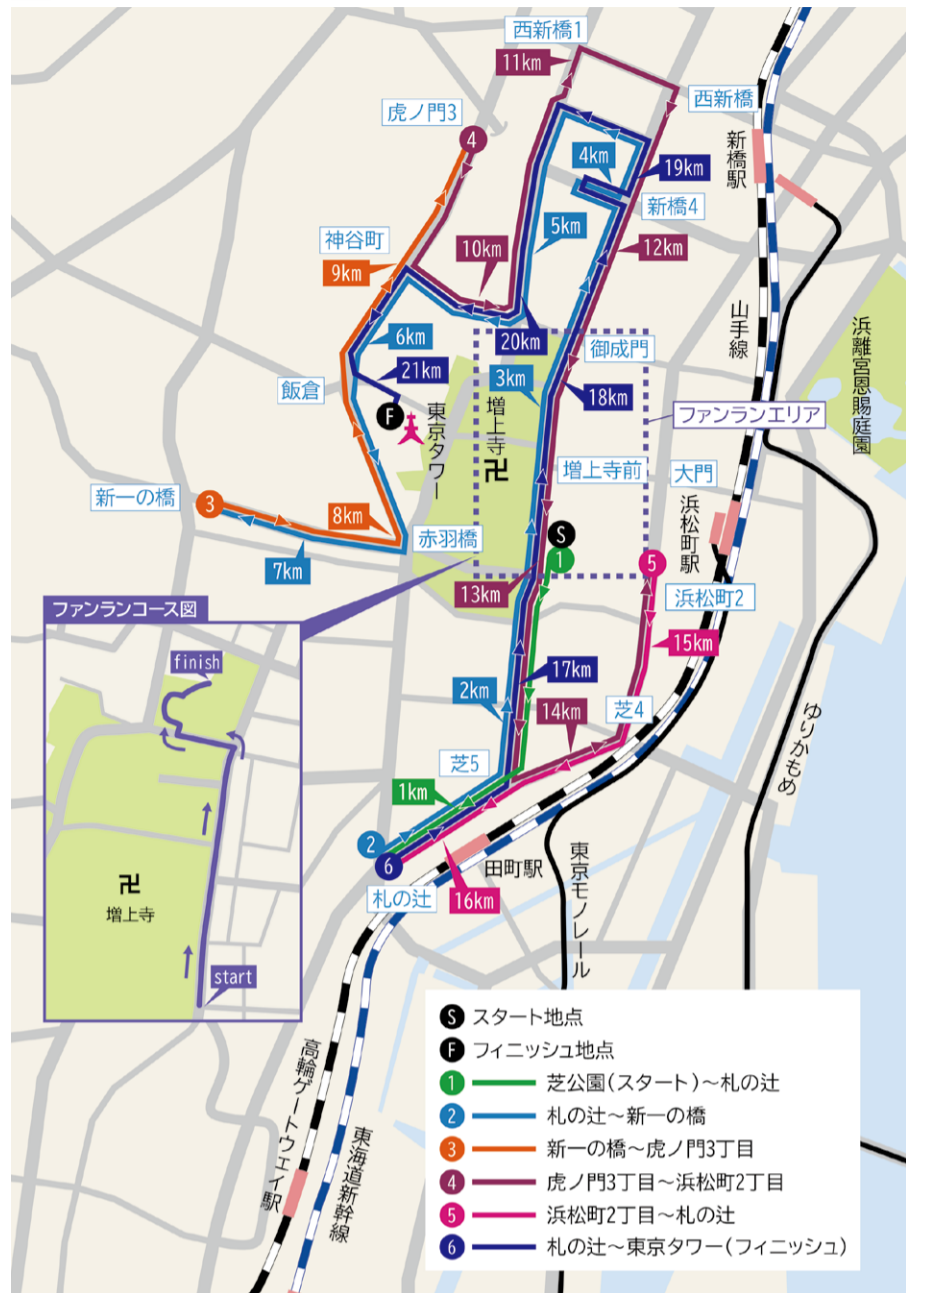 西新橋1
11km
西新橋
虎ノ門3
4
新橋駅
4km
19km
新橋4
5km
神谷町
10km
12km
9km
山手線
浜離宮恩賜庭園
6km
20km
御成門
3km
21km
18km
飯倉
F
東京タワー
増上寺
卍
ファンランエリア
増上寺前
大門
新一の橋
3
浜松町駅
8km
赤羽橋
S
1
5
7km
13km
浜松町2
ファンランコース図
15km
finish
17km
2km
14km
芝4
ゆりかもめ
芝5
1km
2
6
田町駅
東京モノレール
札の辻
16km
卍
増上寺
start
高輪ゲートウェイ駅
東海道新幹線
S スタート地点
F フィニッシュ地点
1 芝公園(スタート)～札の辻
2 札の辻～新一の橋
3 新一の橋～虎ノ門3丁目
4 虎ノ門3丁目～浜松町2丁目
5 浜松町2丁目～札の辻
6 札の辻～東京タワー(フィニッシュ)